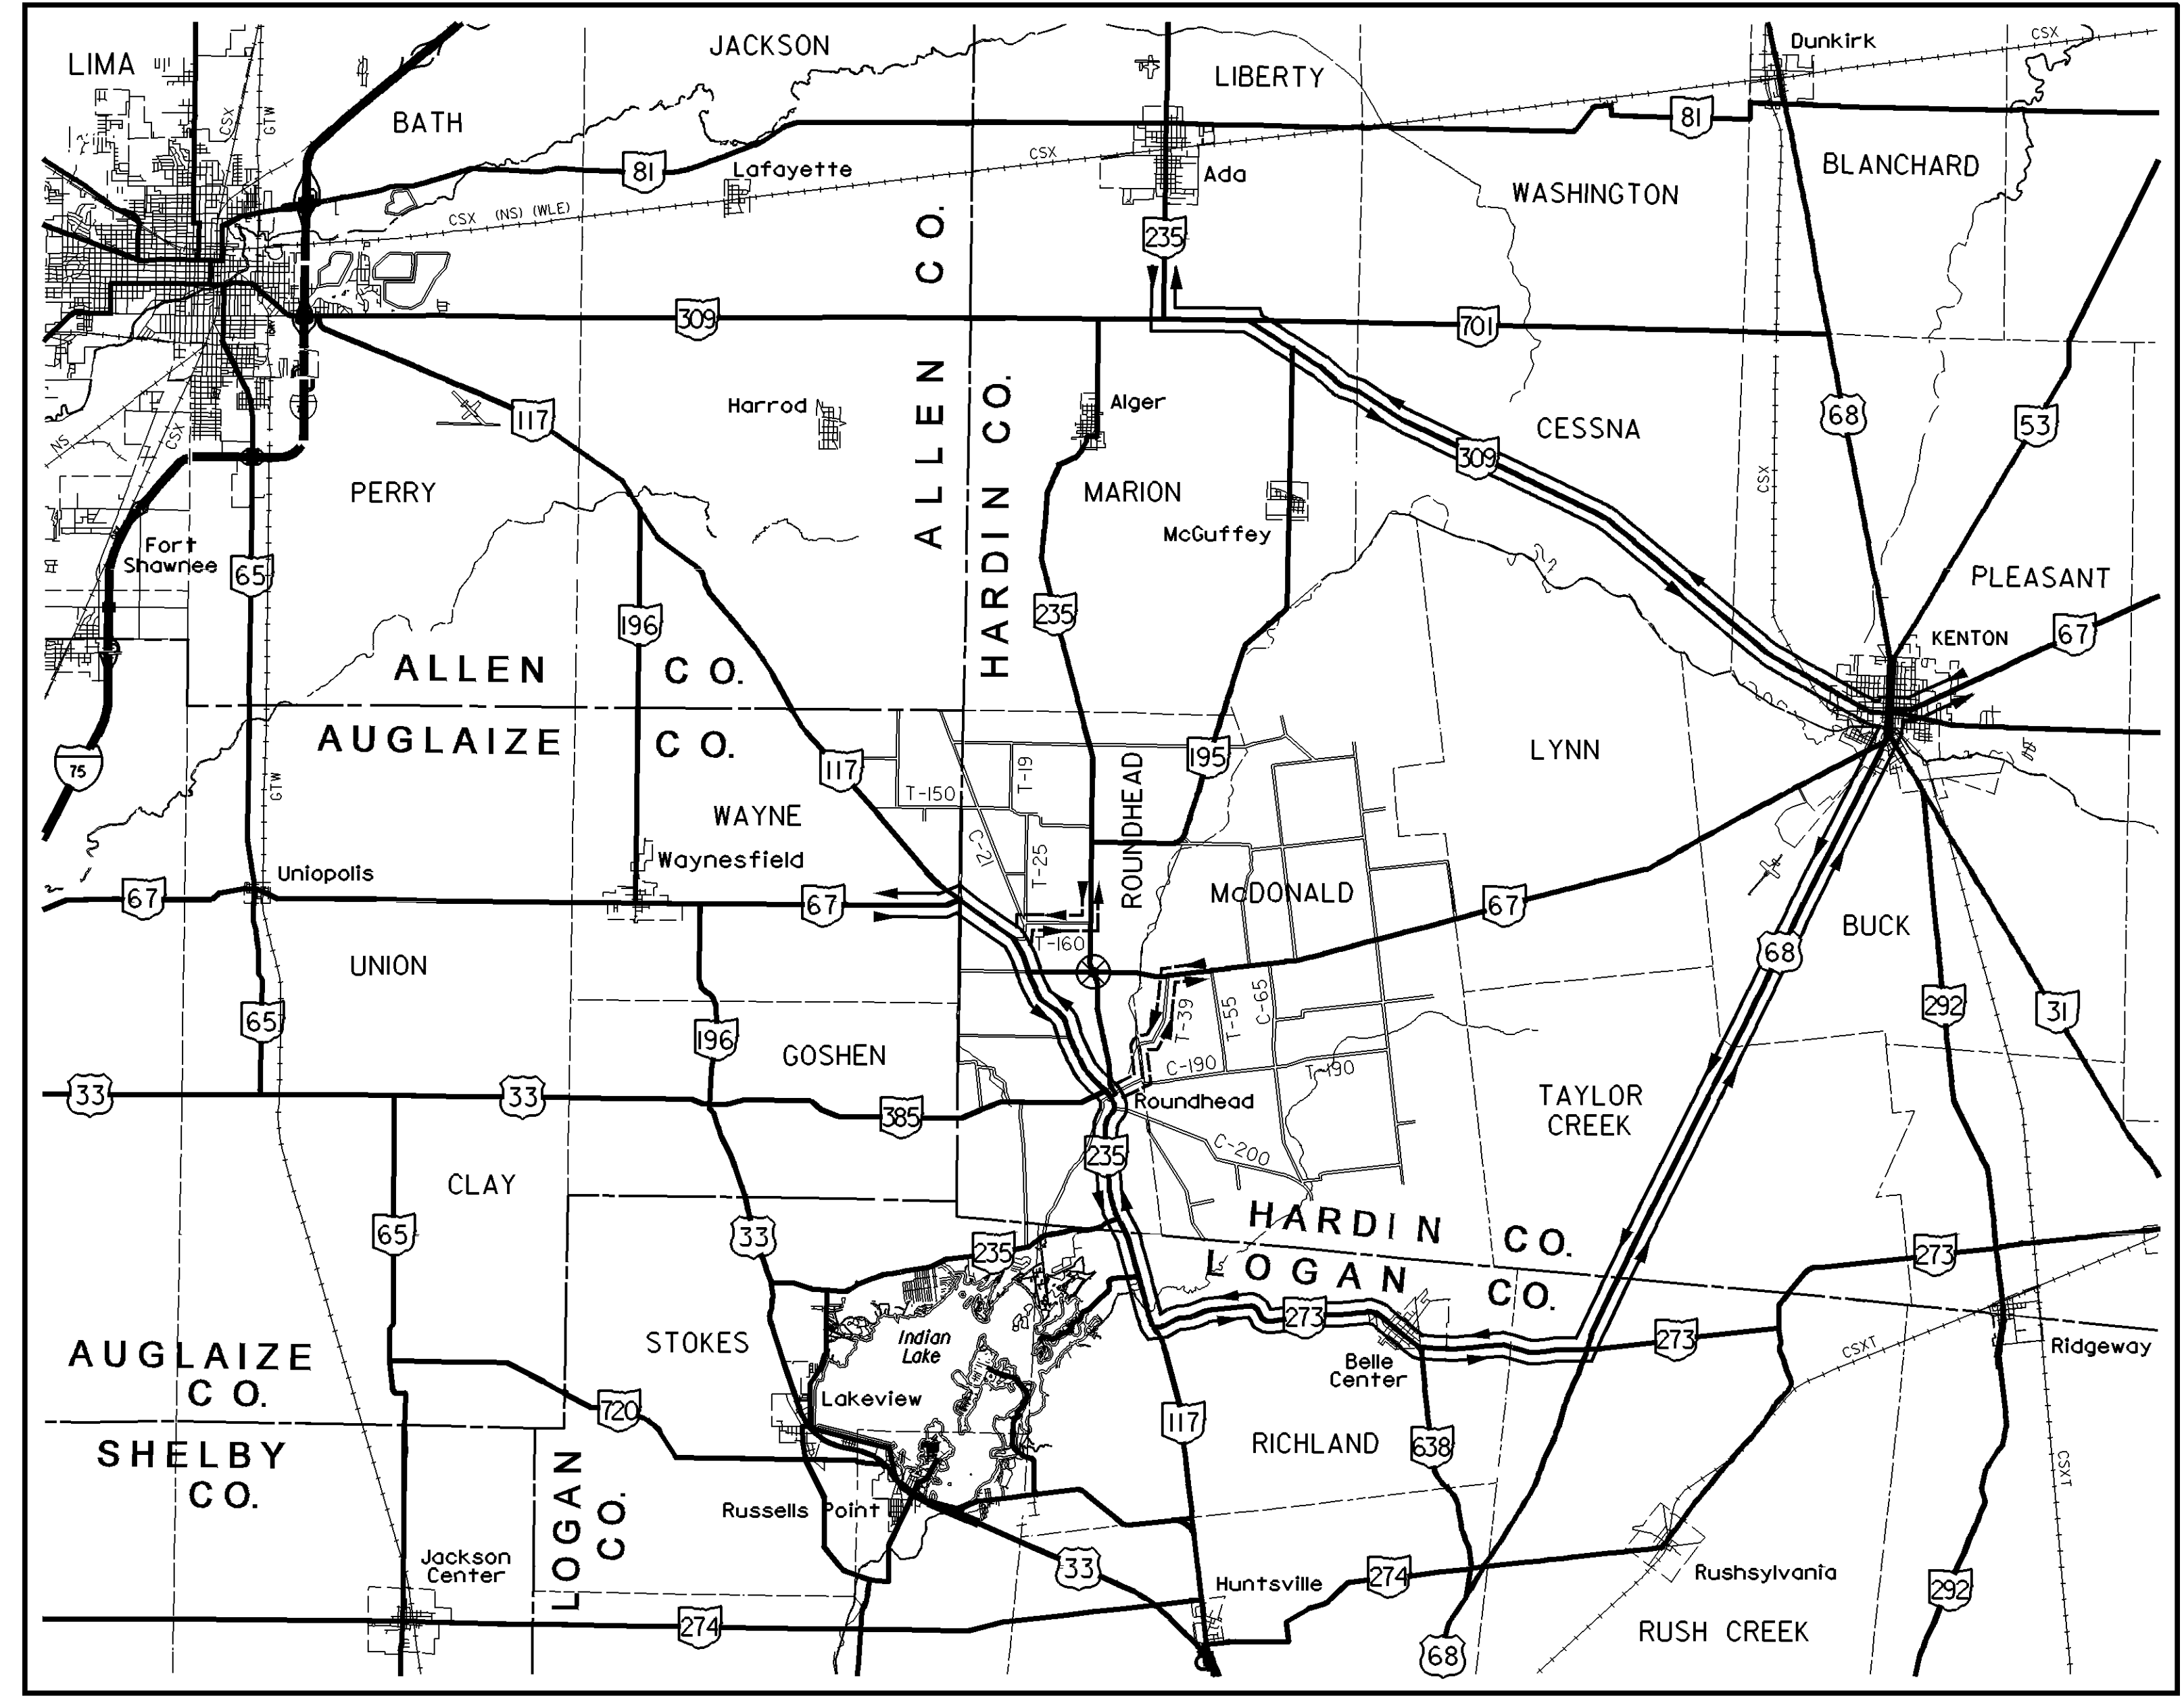 LIMA
JACKSON
Dunkirk
CSX
LIBERTY
BATH
CSX
GTW
81
81
Lafayette
CSX
Ada
BLANCHARD
WASHINGTON
CSX (NS) (WLE)
235
309
701
ALLEN CO.
HARDIN CO.
117
Harrod
Alger
CESSNA
68
53
NS
CSX
309
CSX
PERRY
MARION
McGuffey
Fort
Shawnee
65
PLEASANT
196
235
KENTON
67
ALLEN CO.
AUGLAIZE CO.
75
GTW
117
195
LYNN
T-150
T-19
ROUNDHEAD
WAYNE
C-21
T-25
Waynesfield
Uniopolis
67
67
McDONALD
67
T-160
BUCK
68
UNION
65
196
GOSHEN
T-39
T-55
C-65
292
31
C-190
T-190
33
33
385
Roundhead
TAYLOR
CREEK
C-200
235
CLAY
65
33
HARDIN CO.
LOGAN CO.
235
273
273
273
STOKES
Indian
Lake
AUGLAIZE
CO.
Belle
Center
CSXT
Ridgeway
Lakeview
720
117
SHELBY
CO.
RICHLAND
638
LOGAN
CO.
CSXT
Russells Point
Jackson
Center
33
Huntsville
274
Rushsylvania
292
274
RUSH CREEK
68